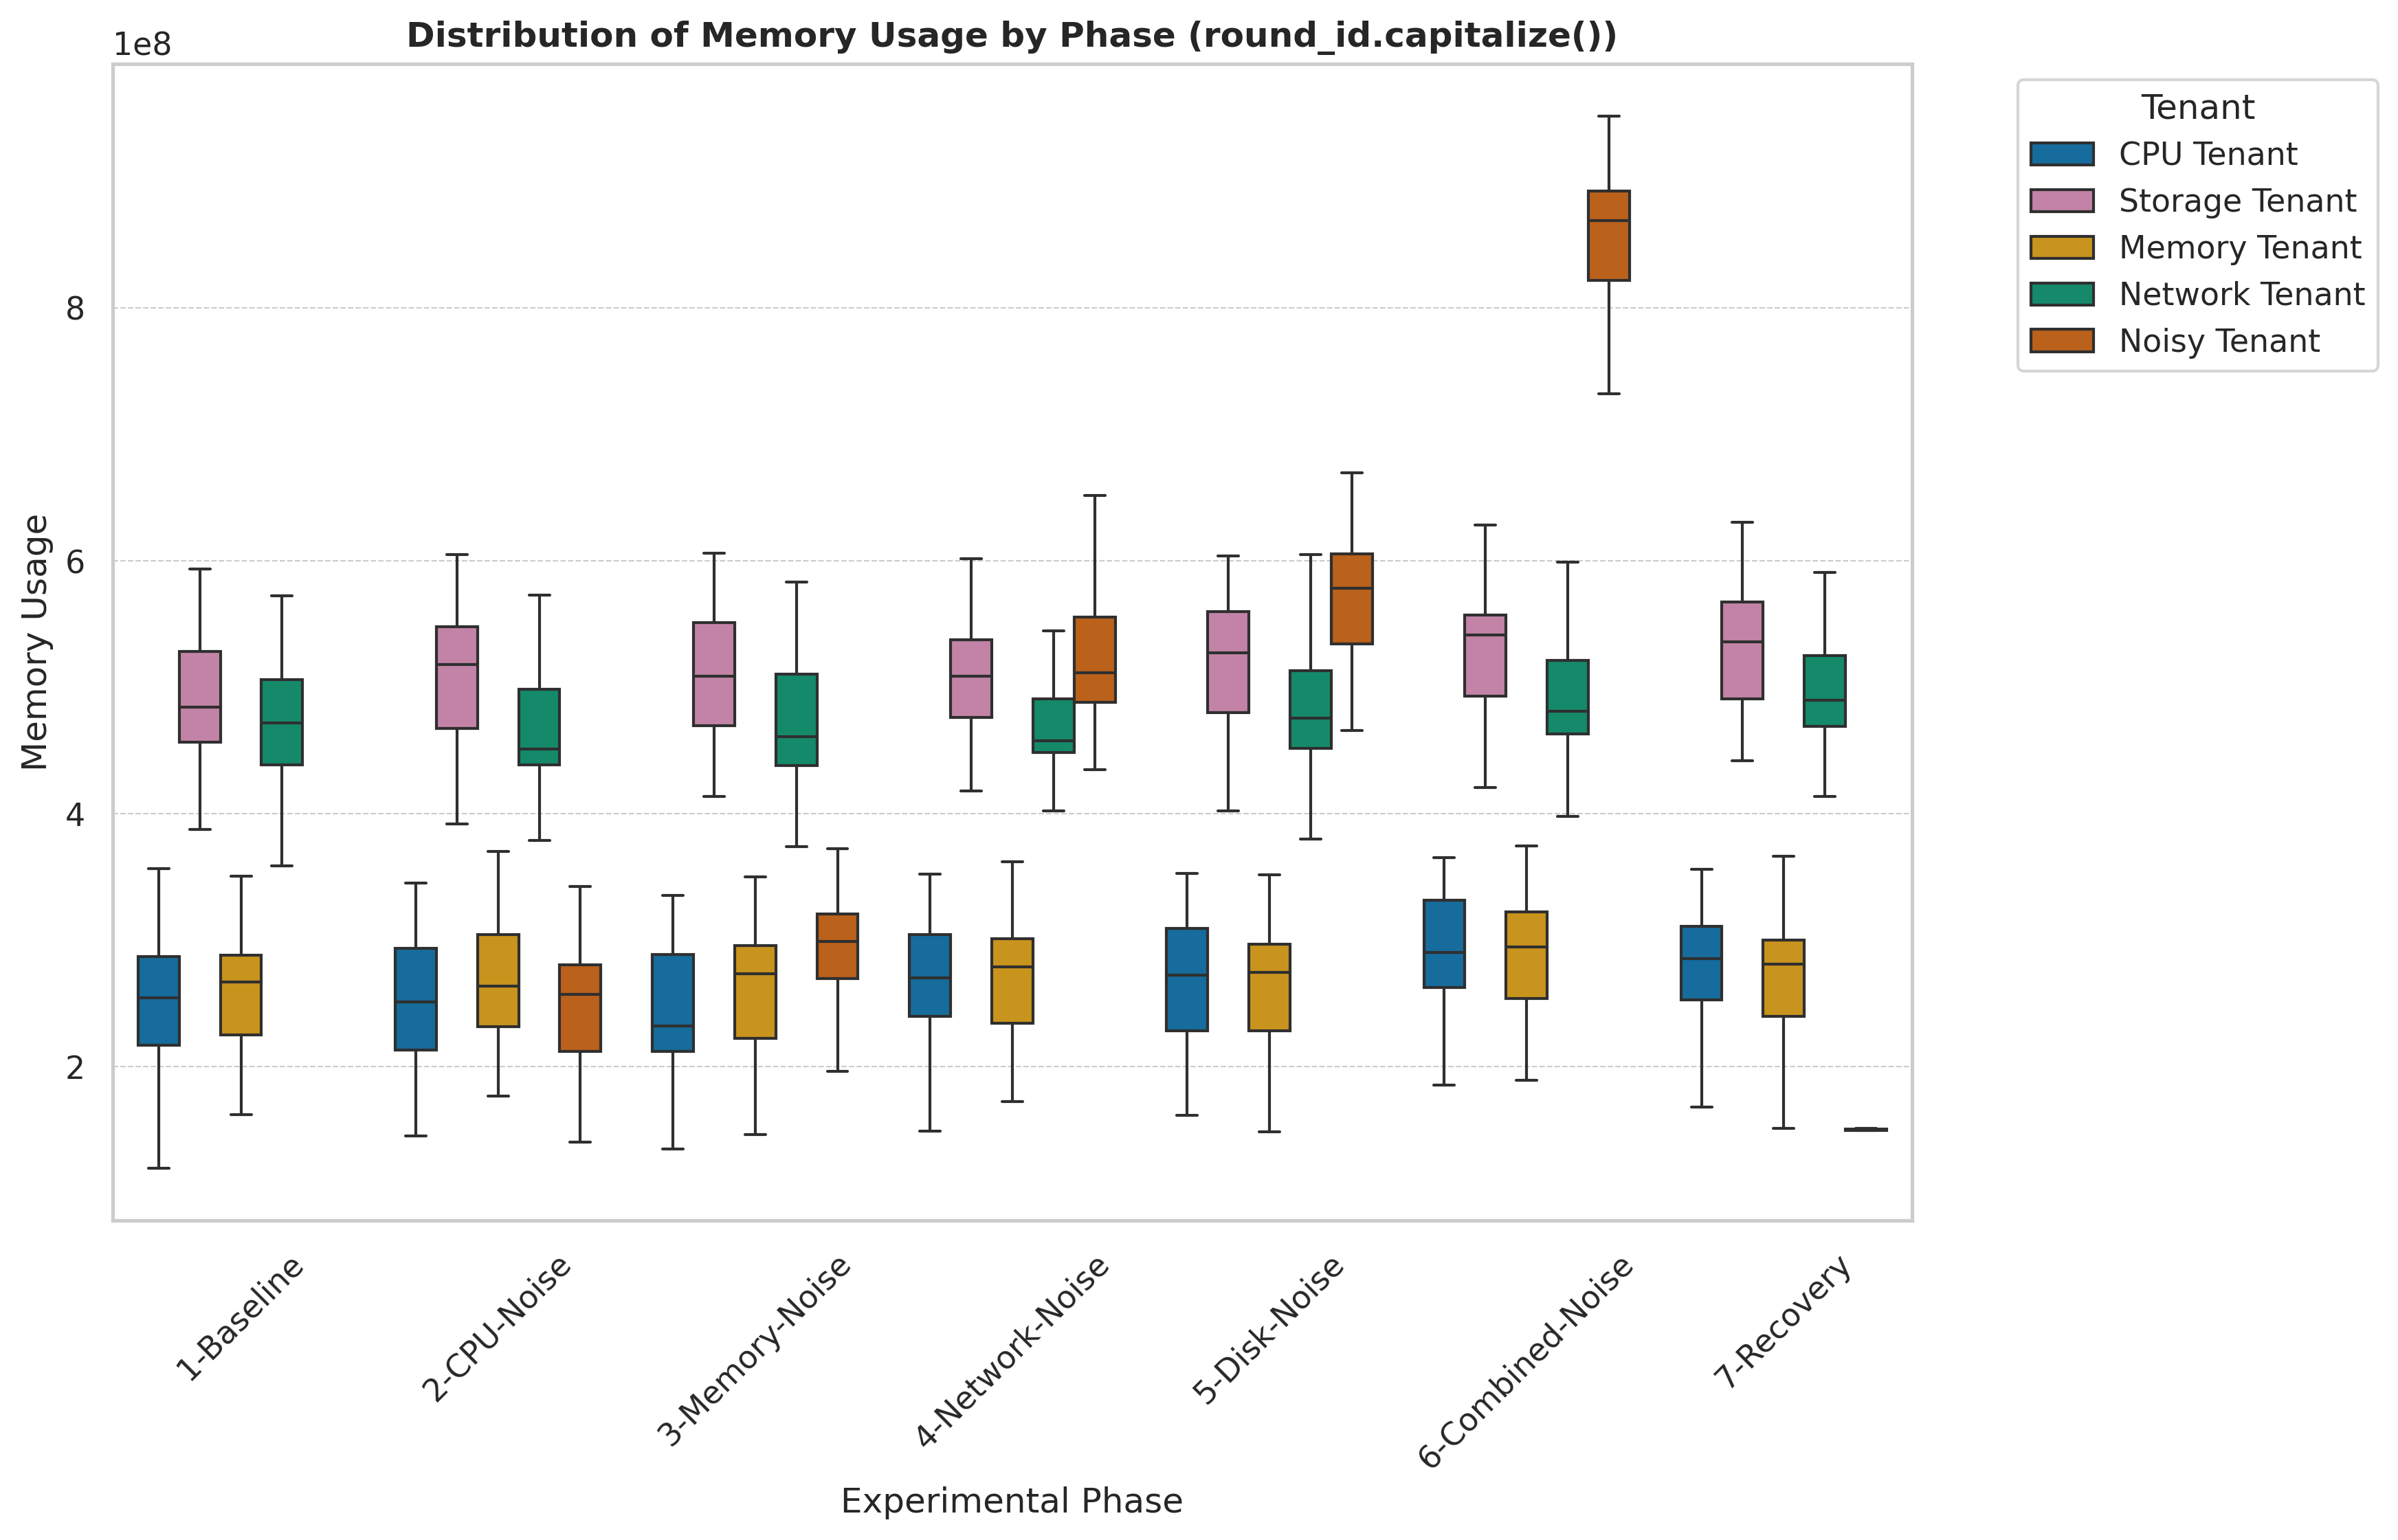 Distribution of Memory Usage by Phase (round_id.capitalize())
1e8
Memory Usage
8
6
4
2
1-Baseline
2-CPU-Noise
3-Memory-Noise
4-Network-Noise
5-Disk-Noise
6-Combined-Noise
7-Recovery
Experimental Phase
Tenant
CPU Tenant
Storage Tenant
Memory Tenant
Network Tenant
Noisy Tenant